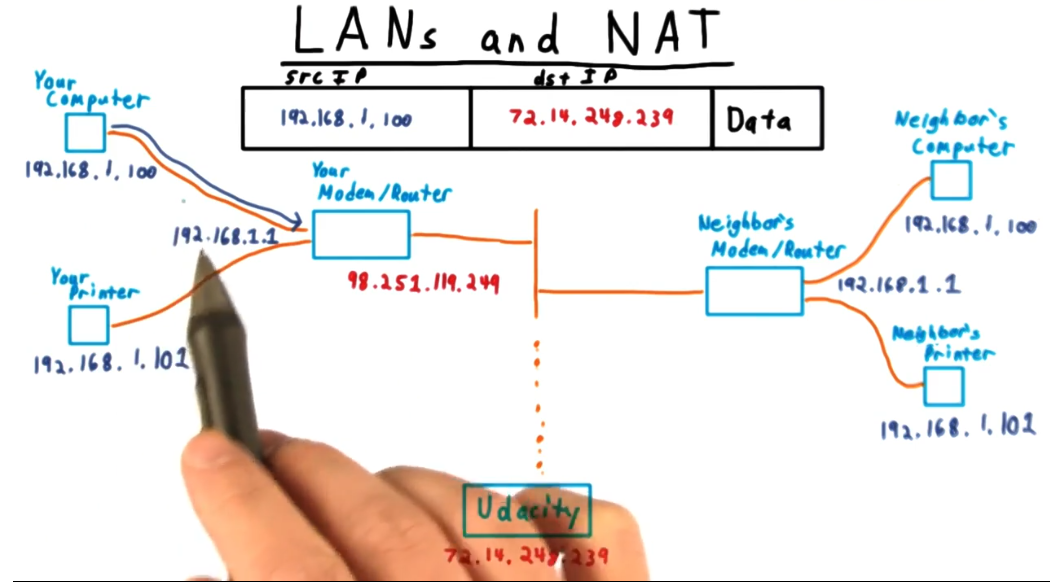 LANs and NAT
src IP
dst IP
192.168.1.100
72.14.248.239
Data
Your
Computer
192.168.1.100
Your
Modem/Router
192.168.1.1
98.251.119.249
Your
Printer
192.168.1.101
Neighbor's
Computer
192.168.1.100
Neighbor's
Modem/Router
192.168.1.1
Neighbor's
Printer
192.168.1.101
Udacity
72.14.248.239